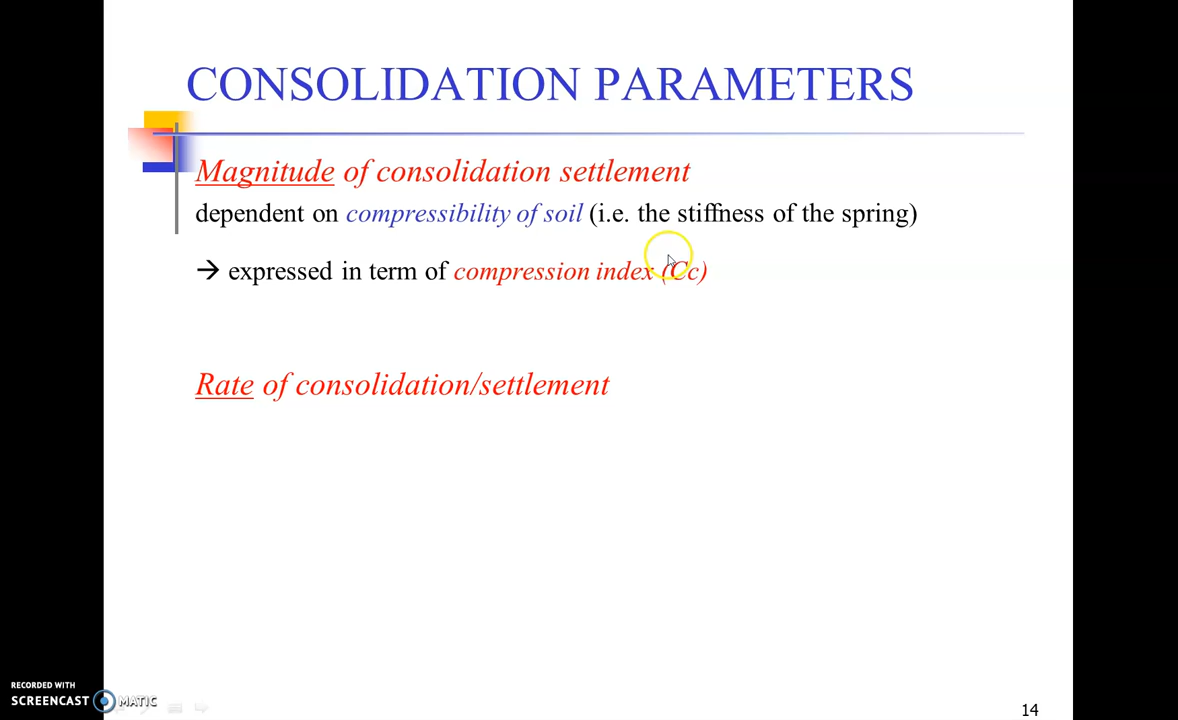 CONSOLIDATION PARAMETERS
Magnitude of consolidation settlement
dependent on compressibility of soil (i.e. the stiffness of the spring)
→ expressed in term of compression index (Cc)
Rate of consolidation/settlement
RECORDED WITH
SCREENCAST MATIC
14